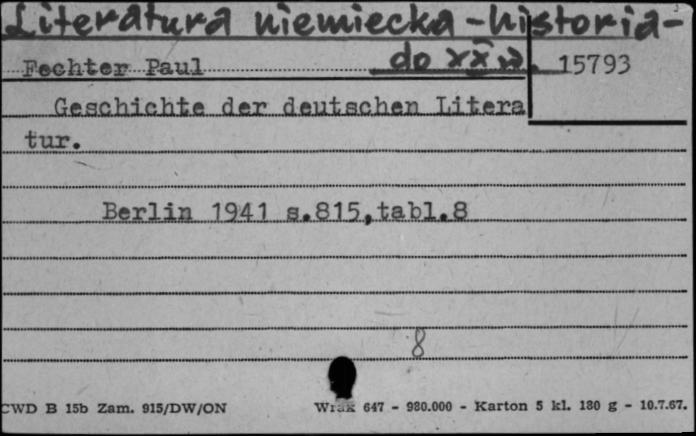 Literatura niemiecka - historia -
do XX w.
Fechter Paul 15793
Geschichte der deutschen Litera
tur.
Berlin 1941 s.815,tabl.8
8
CWD B 15b Zam. 915/DW/ON Wrak 647 - 980.000 - Karton 5 kl. 180 g - 10.7.67.